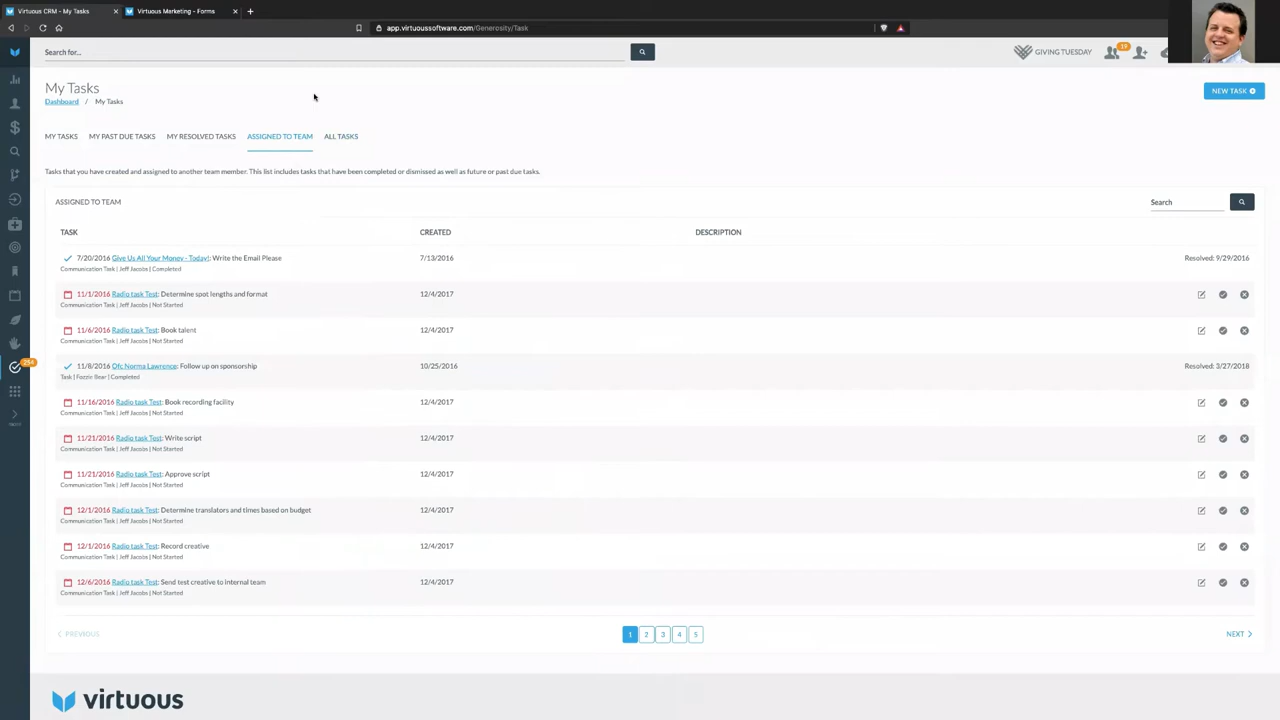 Virtuous CRM - My Tasks
Virtuous Marketing - Forms
app.virtuoussoftware.com/Generosity/Task
Search for...
GIVING TUESDAY
19
My Tasks
Dashboard / My Tasks
NEW TASK
MY TASKS MY PAST DUE TASKS MY RESOLVED TASKS ASSIGNED TO TEAM ALL TASKS
Tasks that you have created and assigned to another team member. This list includes tasks that have been completed or dismissed as well as future or past due tasks.
ASSIGNED TO TEAM
Search
TASK CREATED DESCRIPTION
7/20/2016 Give Us All Your Money - Today!: Write the Email Please 7/13/2016 Resolved: 9/29/2016
Communication Task | Jeff Jacobs | Completed
11/1/2016 Radio task Test: Determine spot lengths and format 12/4/2017
Communication Task | Jeff Jacobs | Not Started
11/6/2016 Radio task Test: Book talent 12/4/2017
Communication Task | Jeff Jacobs | Not Started
11/8/2016 Ofc Norma Lawrence: Follow up on sponsorship 10/25/2016 Resolved: 3/27/2018
Task | Fozzie Bear | Completed
11/16/2016 Radio task Test: Book recording facility 12/4/2017
Communication Task | Jeff Jacobs | Not Started
11/21/2016 Radio task Test: Write script 12/4/2017
Communication Task | Jeff Jacobs | Not Started
11/21/2016 Radio task Test: Approve script 12/4/2017
Communication Task | Jeff Jacobs | Not Started
12/1/2016 Radio task Test: Determine translators and times based on budget 12/4/2017
Communication Task | Jeff Jacobs | Not Started
12/1/2016 Radio task Test: Record creative 12/4/2017
Communication Task | Jeff Jacobs | Not Started
12/6/2016 Radio task Test: Send test creative to internal team 12/4/2017
Communication Task | Jeff Jacobs | Not Started
PREVIOUS 1 2 3 4 5 NEXT
virtuous